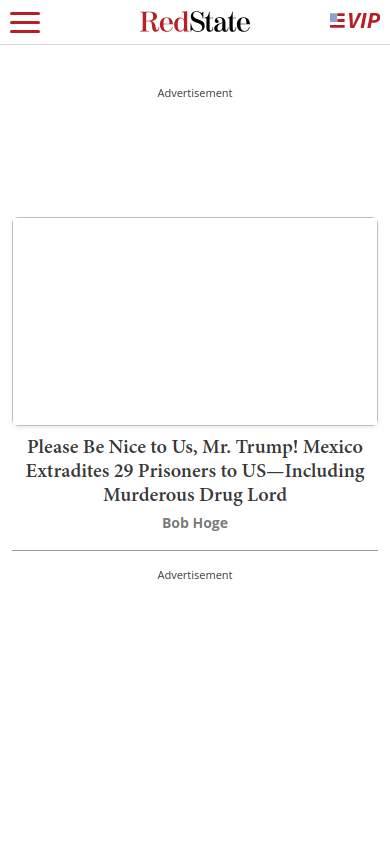 RedState
VIP
Advertisement
Please Be Nice to Us, Mr. Trump! Mexico
Extradites 29 Prisoners to US—Including
Murderous Drug Lord
Bob Hoge
Advertisement